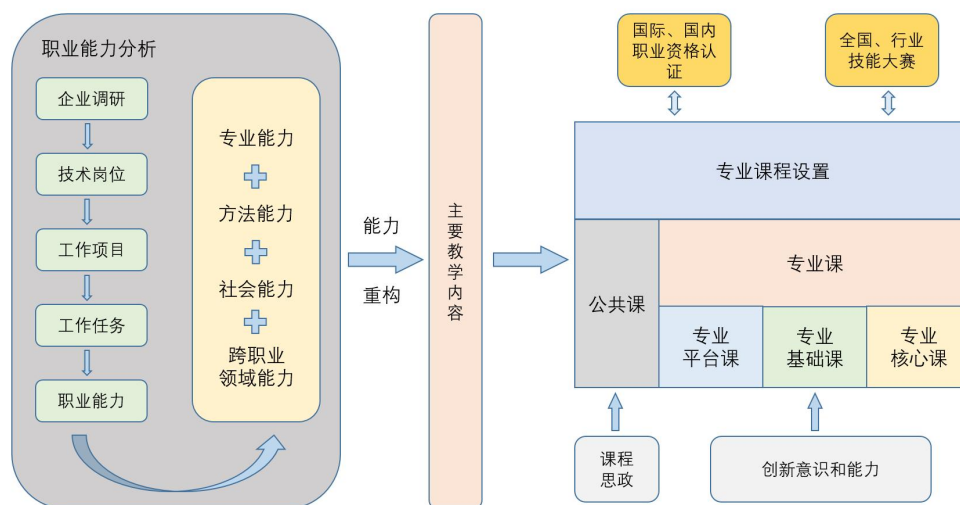 职业能力分析
企业调研
技术岗位
工作项目
工作任务
职业能力
专业能力
方法能力
社会能力
跨职业
领域能力
能力
重构
主
要
教
学
内
容
国际、国内
职业资格认
证
全国、行业
技能大赛
专业课程设置
公共课
专业课
专业
平台课
专业
基础课
专业
核心课
课程
思政
创新意识和能力